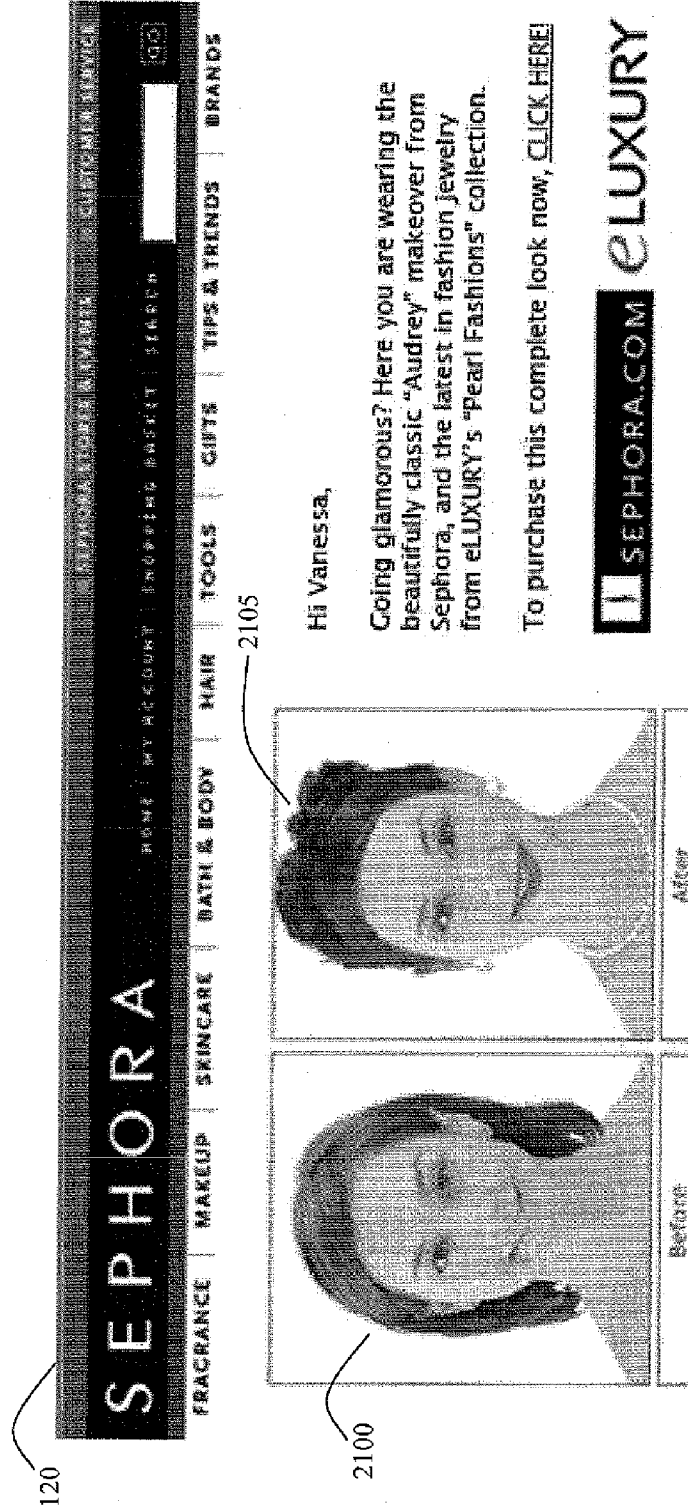 120
SEPHORA
HOME | MY ACCOUNT | SHOPPING BASKET | SEARCH
GO
FRAGRANCE | MAKEUP | SKINCARE | BATH & BODY | HAIR | TOOLS | GIFTS | TIPS & TRENDS | BRANDS
2100
2105
Before
After
Hi Vanessa,
Going glamorous? Here you are wearing the
beautifully classic "Audrey" makeover from
Sephora, and the latest in fashion jewelry
from eLUXURY's "Pearl Fashions" collection.
To purchase this complete look now, CLICK HERE!
SEPHORA.COM
eLUXURY